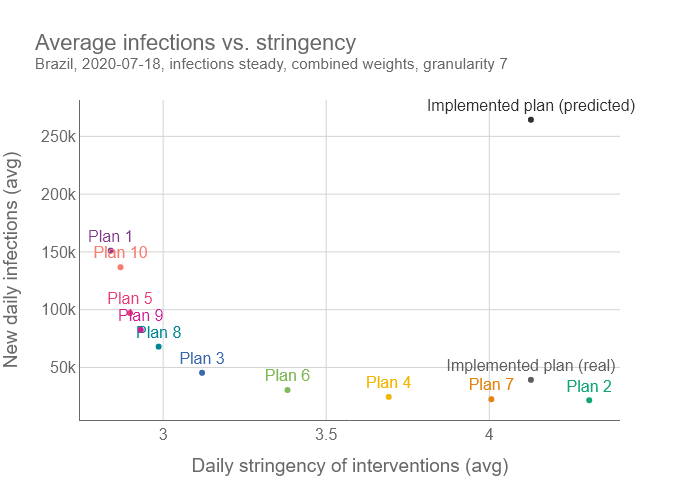 Average infections vs. stringency
Brazil, 2020-07-18, infections steady, combined weights, granularity 7
Implemented plan (predicted)
250k
200k
Plan 1
150k
Plan 10
Plan 5
100k
Plan 9
Plan 8
Plan 3
Implemented plan (real)
50k
Plan 6
Plan 4
Plan 7
Plan 2
New daily infections (avg)
3
3.5
4
Daily stringency of interventions (avg)